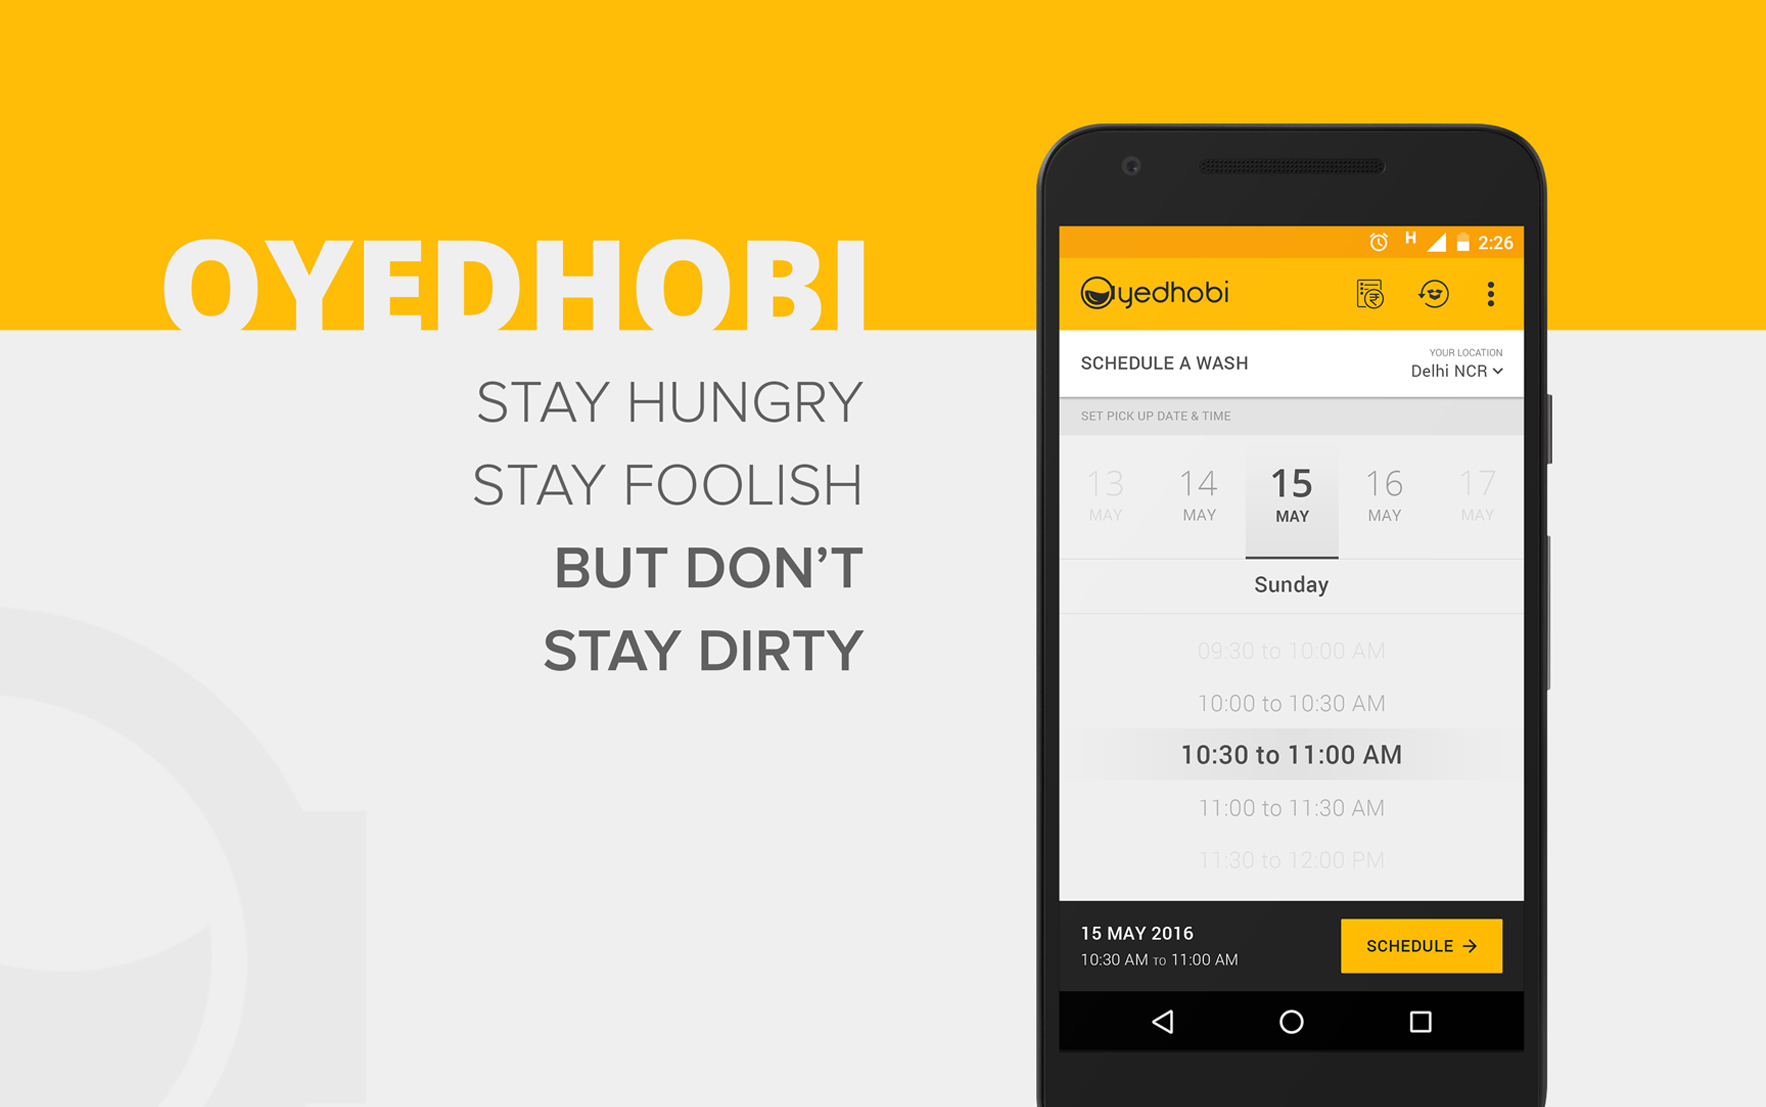 OYEDHOBI
STAY HUNGRY
STAY FOOLISH
BUT DON'T
STAY DIRTY
H 2:26
Oyedhobi
SCHEDULE A WASH
YOUR LOCATION
Delhi NCR
SET PICK UP DATE & TIME
13 14 15 16 17
MAY MAY MAY MAY MAY
Sunday
09:30 to 10:00 AM
10:00 to 10:30 AM
10:30 to 11:00 AM
11:00 to 11:30 AM
11:30 to 12:00 PM
15 MAY 2016
10:30 AM TO 11:00 AM
SCHEDULE →